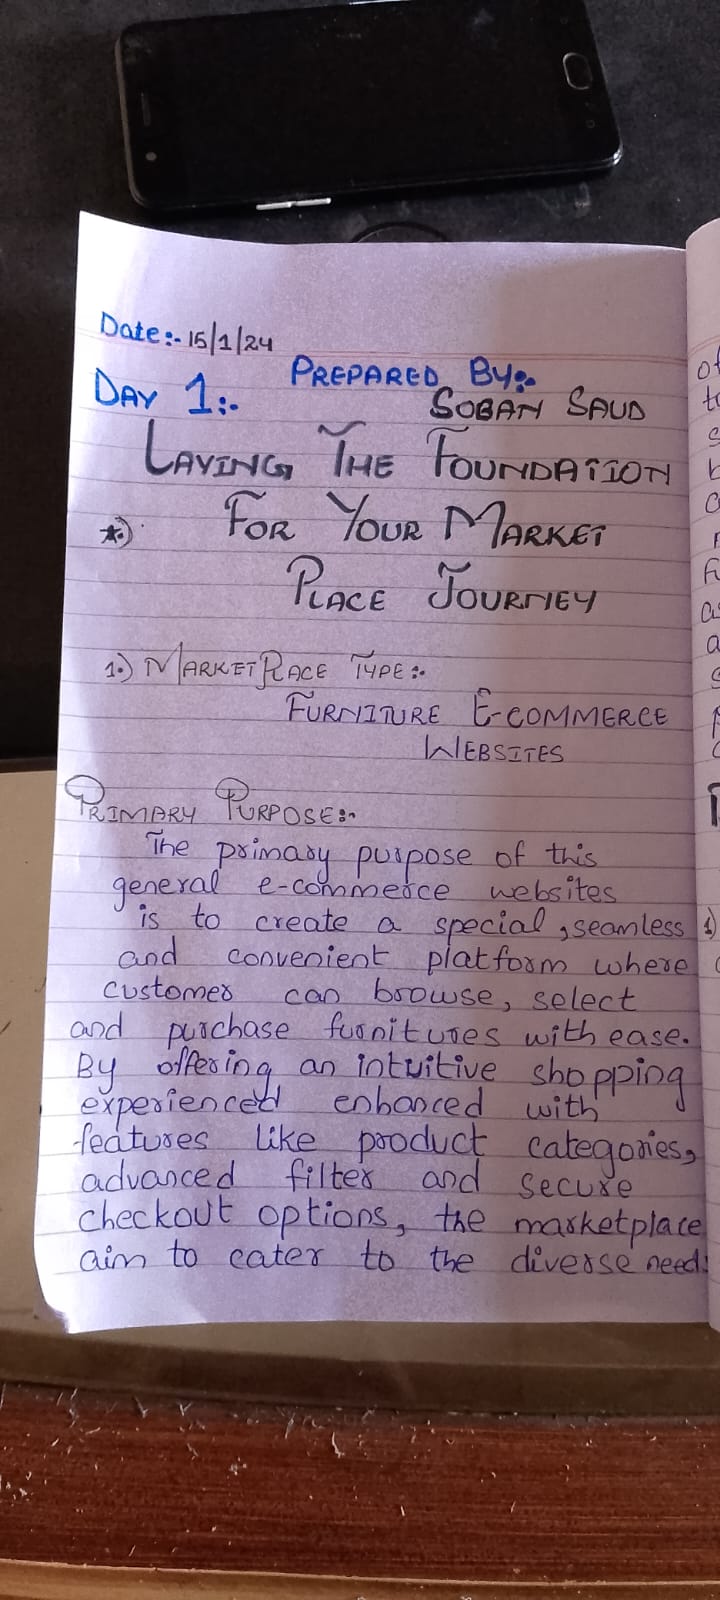 Date:- 15/1/24
PREPARED By:-
DAY 1:-
SOBAN SAUD
LAYING THE FOUNDATION
*) FOR YOUR MARKET
PLACE JOURNEY
1.) MARKETPLACE TYPE:-
FURNITURE E-COMMERCE
WEBSITES
PRIMARY PURPOSE:-
The primary purpose of this
general e-commerce websites
is to create a special, seamless
and convenient platform where
customer can browse, select
and purchase furnitures with ease.
By offering an intuitive shopping
experienced enhanced with
features like product categories,
advanced filter and secure
checkout options, the marketplace
aim to cater to the diverse needs